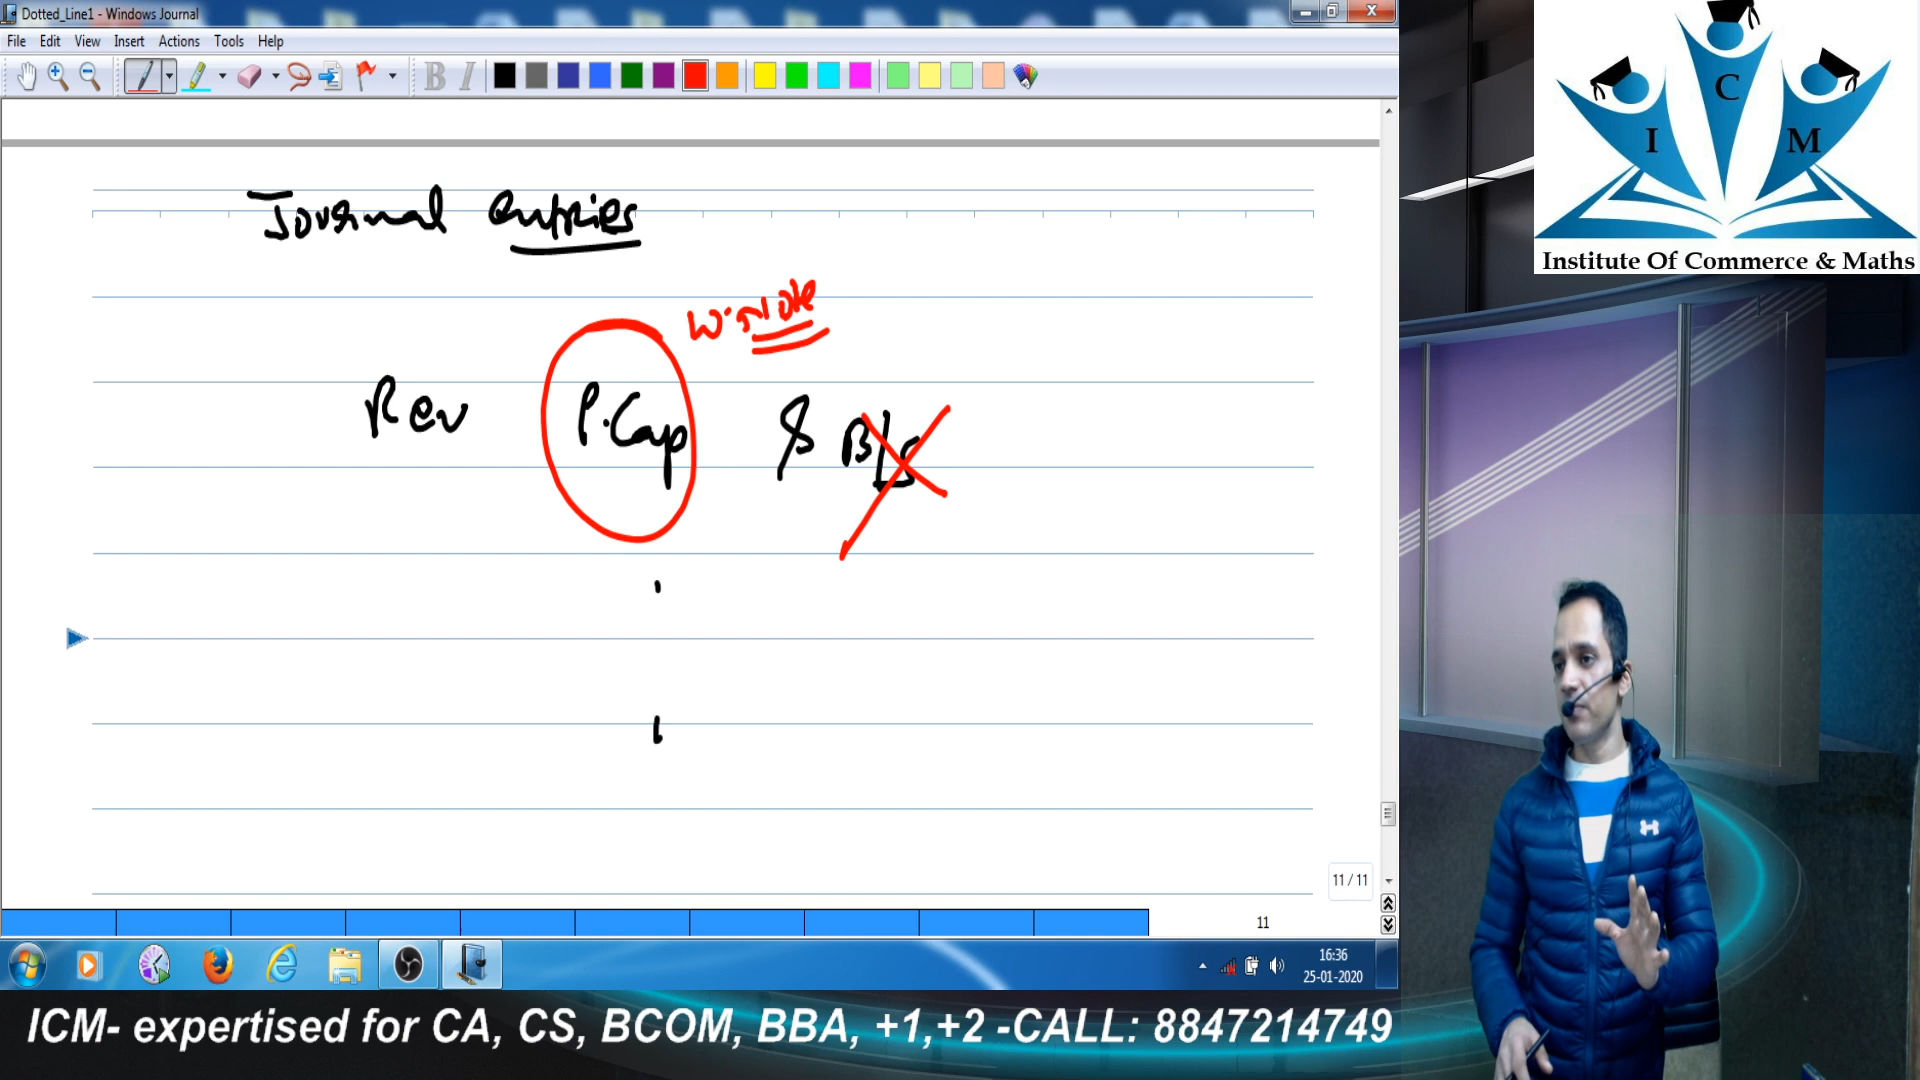 Dotted_Line1 - Windows Journal
File Edit View Insert Actions Tools Help
B I
Journal entries
W. Note
Rev P.Cap & B/S
11 / 11
11
16:36
25-01-2020
I C M
Institute Of Commerce & Maths
ICM- expertised for CA, CS, BCOM, BBA, +1,+2 -CALL: 8847214749